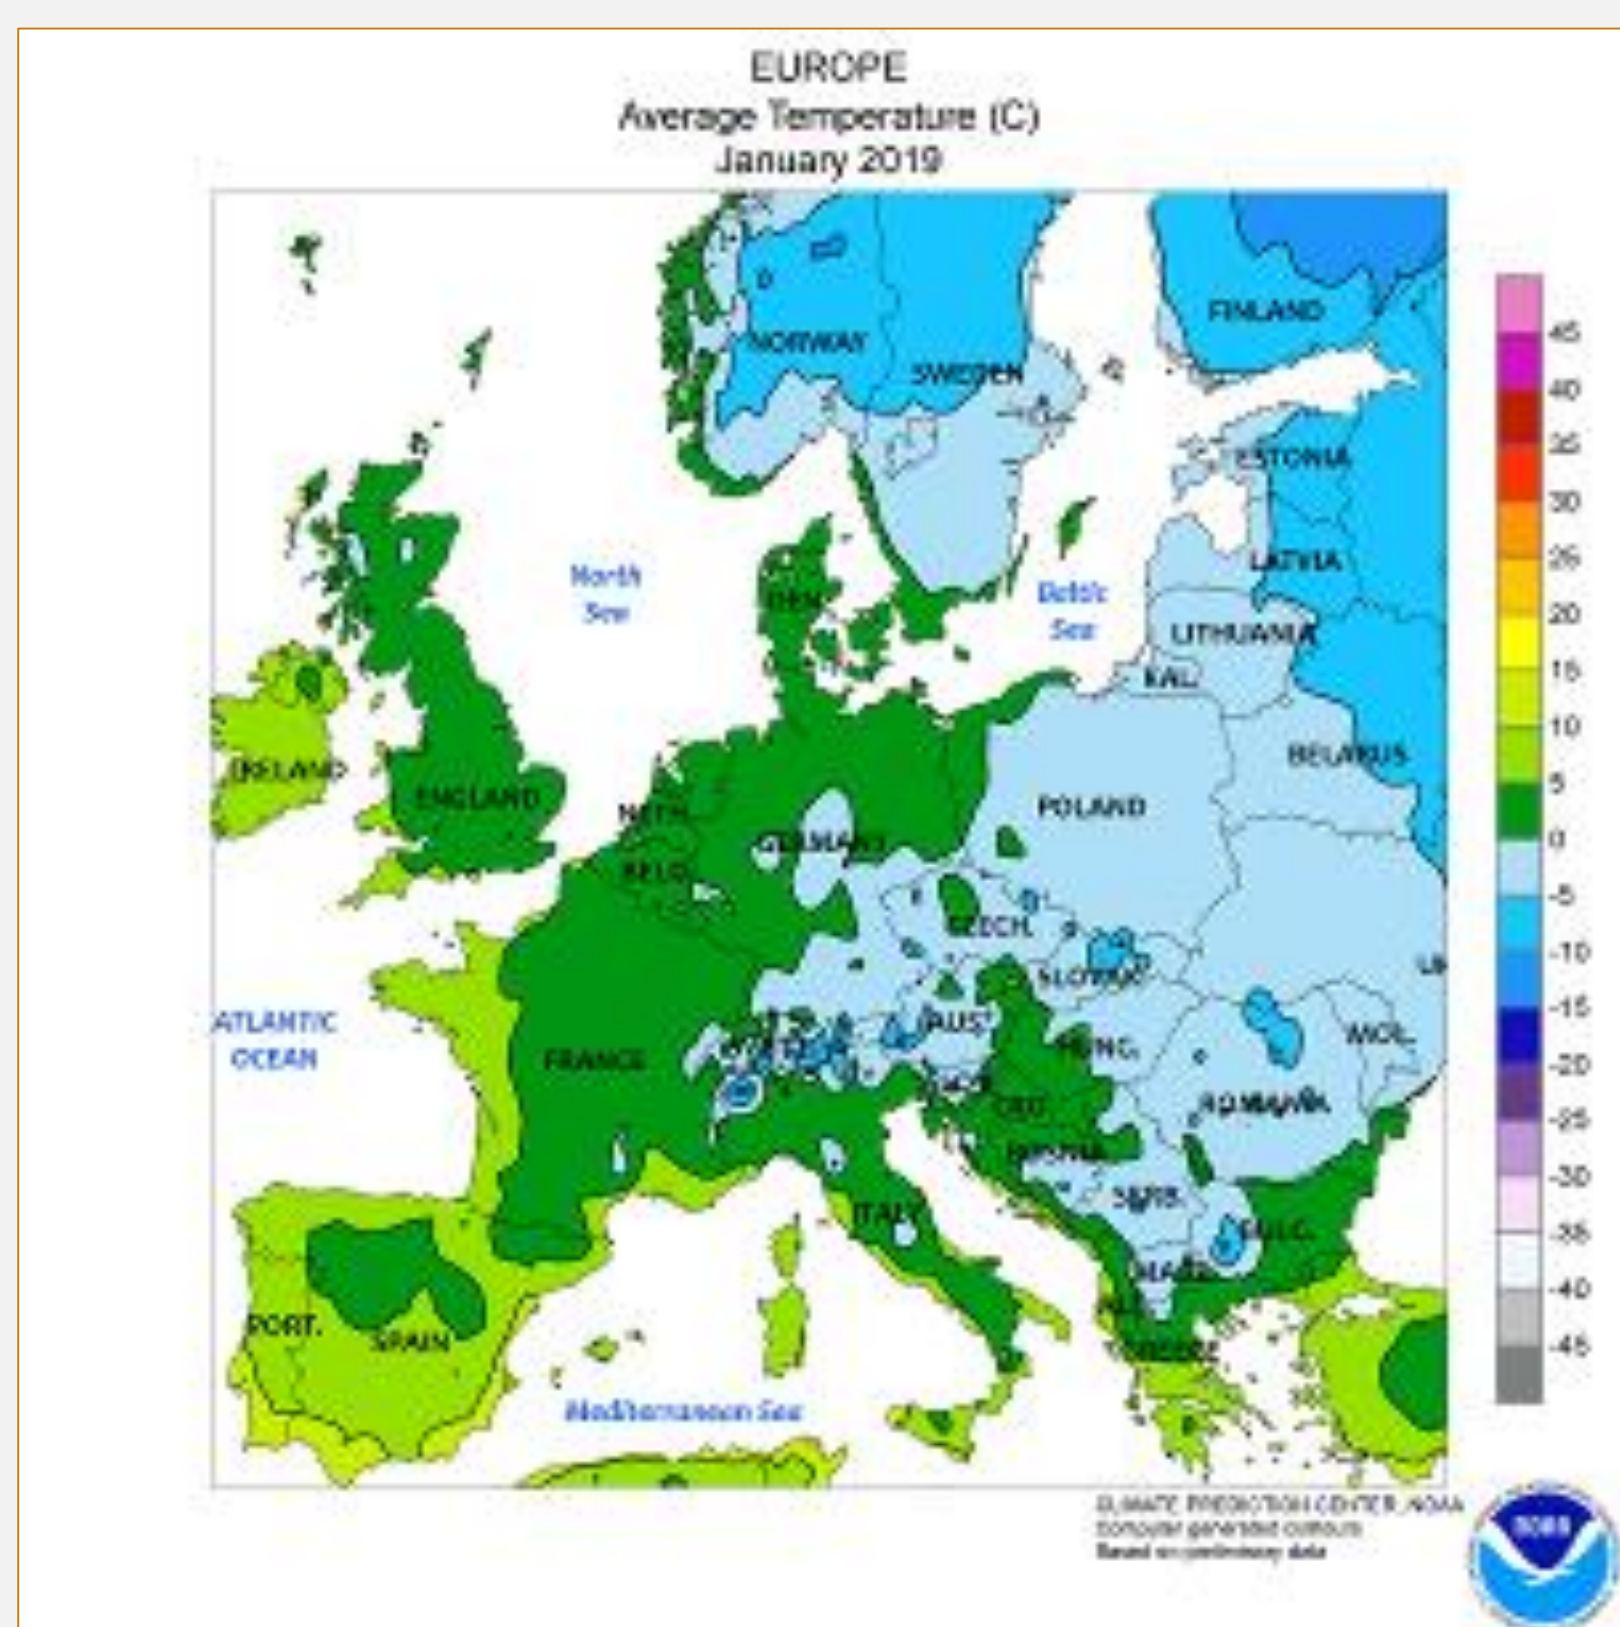 EUROPE
Average Temperature (C)
January 2019
FINLAND
NORWAY
SWEDEN
ESTONIA
North
Sea
LATVIA
DEN
Baltic
Sea
LITHUANIA
KAL.
IRELAND
ENGLAND
NETH.
BELARUS
POLAND
GERMANY
BELG.
CZECH.
SLOVAK.
ATLANTIC
OCEAN
FRANCE
AUS.
HUNG.
MOL.
CRO.
ROMANIA
BOSNIA
SERB.
ITALY
BULG.
PORT.
SPAIN
GREECE
Mediterranean Sea
45
40
35
30
25
20
15
10
5
0
-5
-10
-15
-20
-25
-30
-35
-40
-45
CLIMATE PREDICTION CENTER, NOAA
Computer generated contours
Based on preliminary data
NOAA